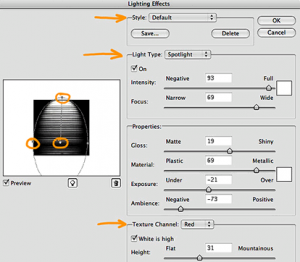 Lighting Effects
Style: Default
OK
Save... Delete
Cancel
Light Type: Spotlight
On
Intensity: Negative 93 Full
Focus: Narrow 69 Wide
Properties:
Gloss: Matte 19 Shiny
Material: Plastic 69 Metallic
Exposure: Under -21 Over
Ambience: Negative -73 Positive
Preview
Texture Channel: Red
White is high
Height: Flat 31 Mountainous